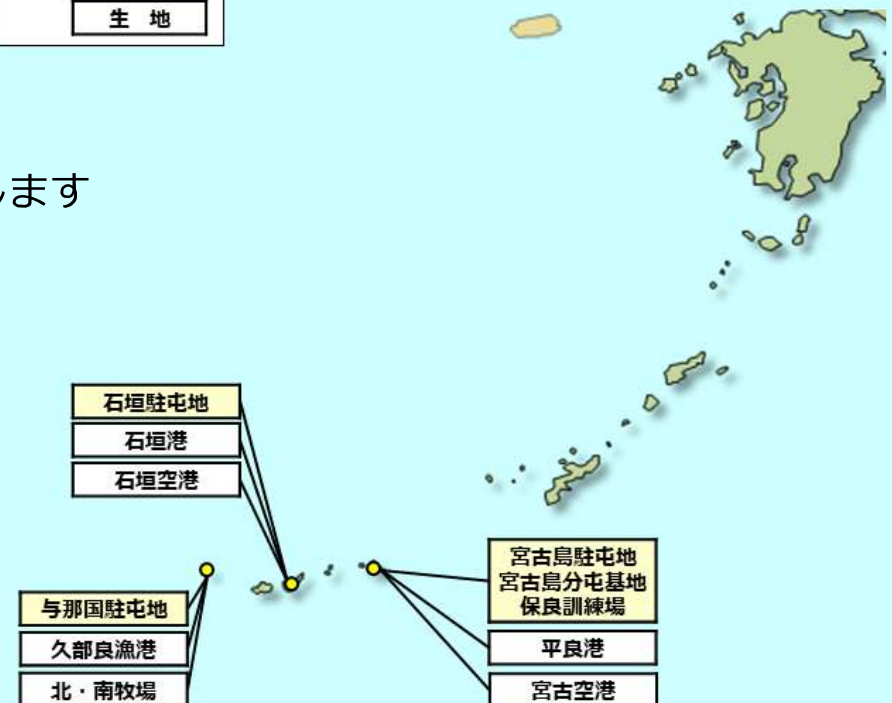 生 地
します
石垣駐屯地
石垣港
石垣空港
宮古島駐屯地
宮古島分屯基地
保良訓練場
与那国駐屯地
久部良漁港
平良港
北・南牧場
宮古空港